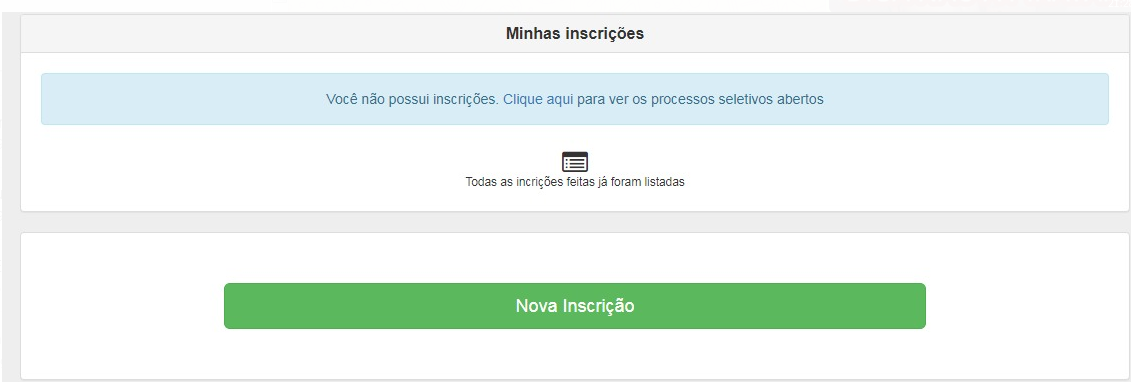 Minhas inscrições
Você não possui inscrições. Clique aqui para ver os processos seletivos abertos
Todas as incrições feitas já foram listadas
Nova Inscrição